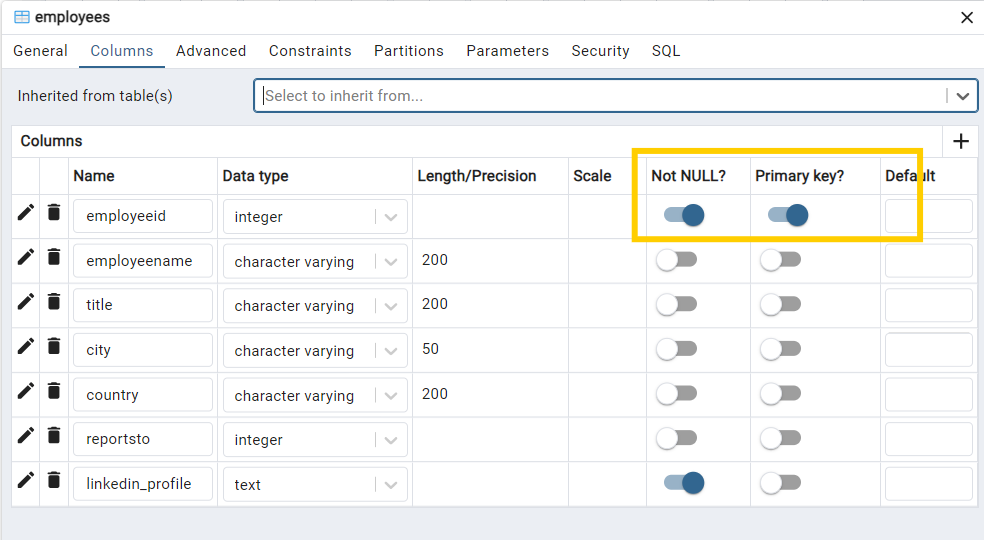 employees
General Columns Advanced Constraints Partitions Parameters Security SQL
Inherited from table(s) Select to inherit from...
Columns
Name Data type Length/Precision Scale Not NULL? Primary key? Default
employeeid integer
employeename character varying 200
title character varying 200
city character varying 50
country character varying 200
reportsto integer
linkedin_profile text